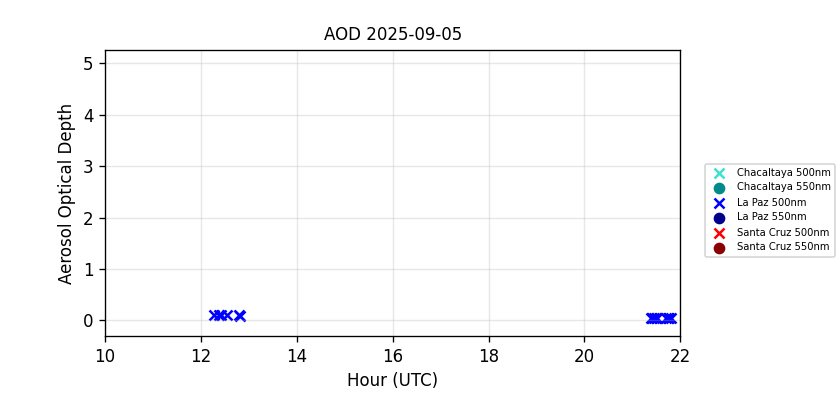 AOD 2025-09-05
Aerosol Optical Depth
5
4
3
2
1
0
10 12 14 16 18 20 22
Hour (UTC)
Chacaltaya 500nm
Chacaltaya 550nm
La Paz 500nm
La Paz 550nm
Santa Cruz 500nm
Santa Cruz 550nm